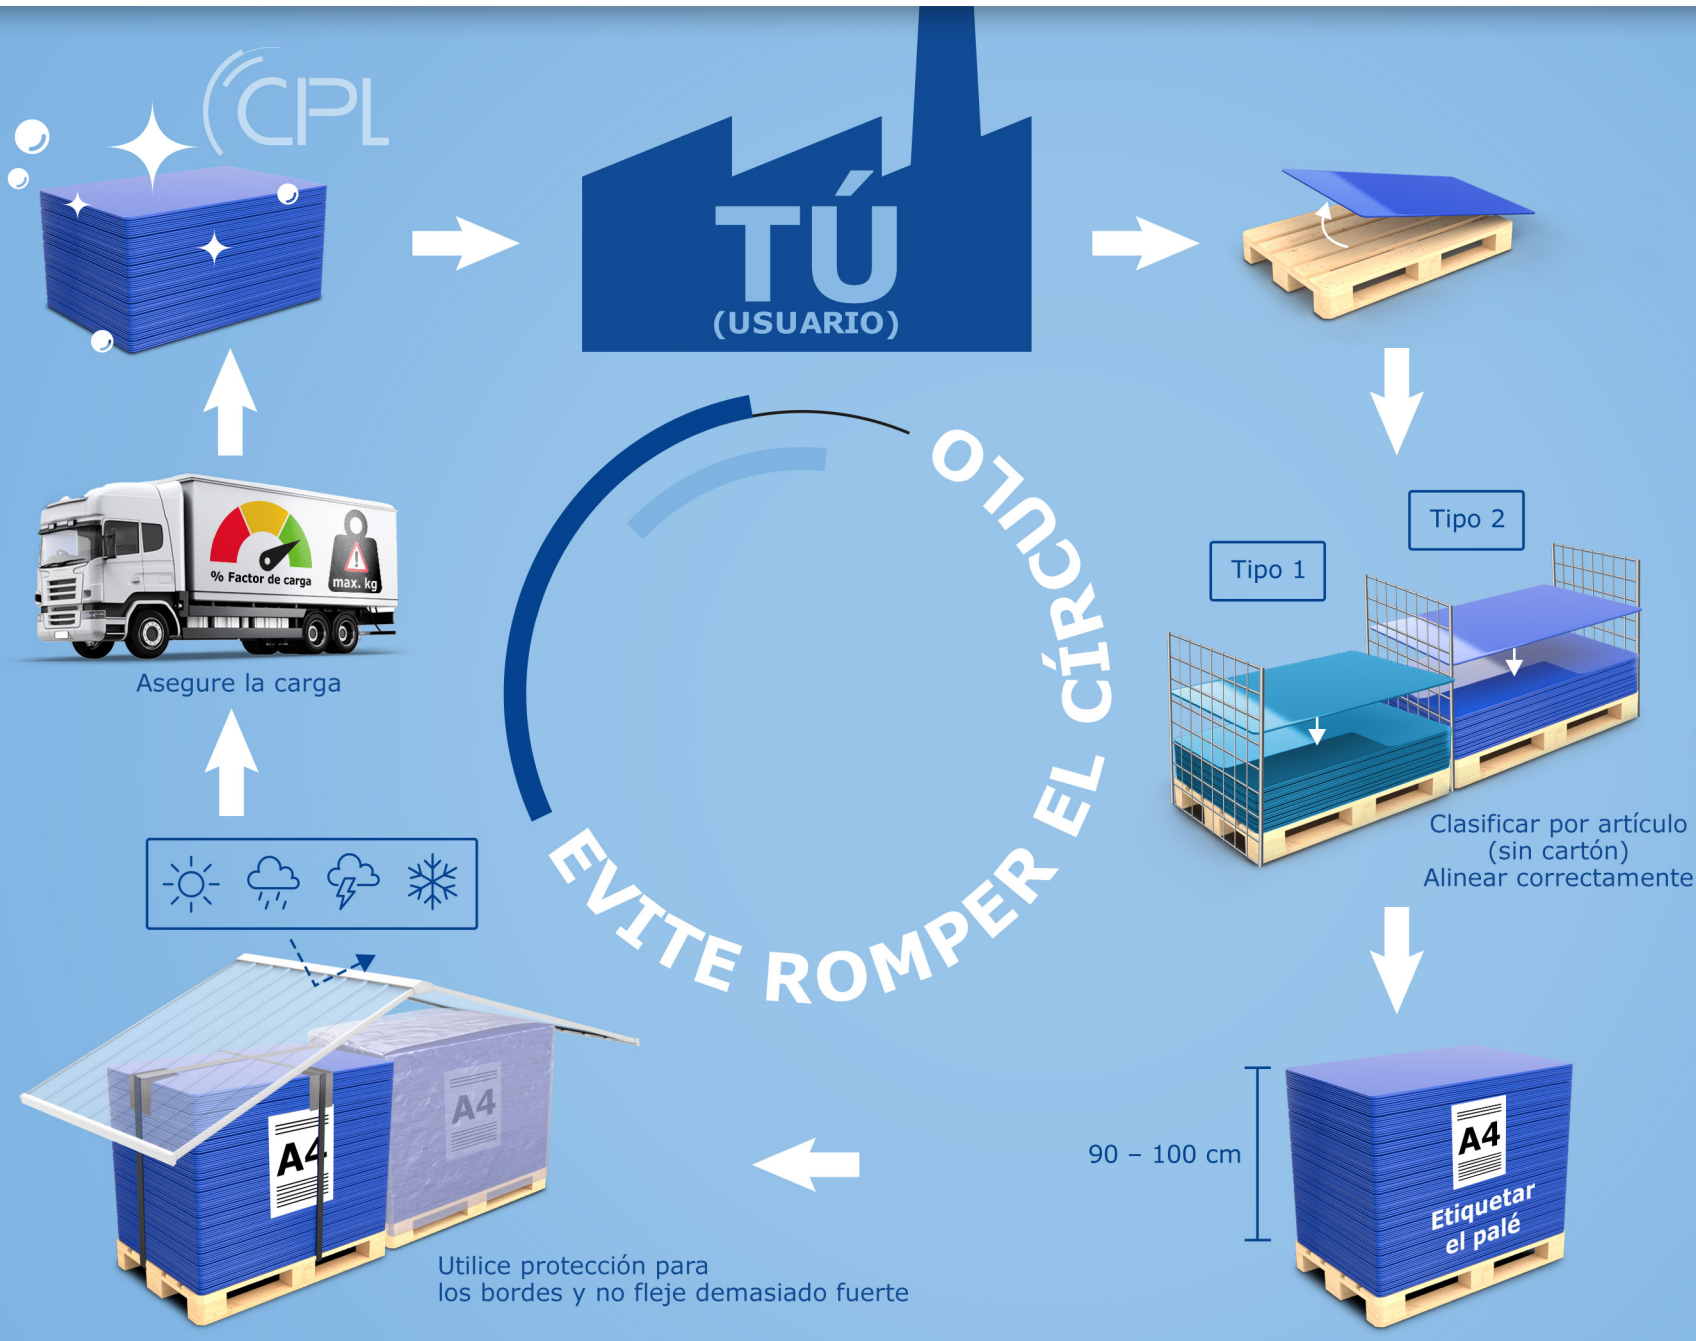 CPL
TÚ
(USUARIO)
Tipo 2
Tipo 1
Clasificar por artículo
(sin cartón)
Alinear correctamente
90 – 100 cm
A4
Etiquetar
el palé
A4
A4
Utilice protección para
los bordes y no fleje demasiado fuerte
% Factor de carga
max. kg
Asegure la carga
EVITE ROMPER EL CÍRCULO